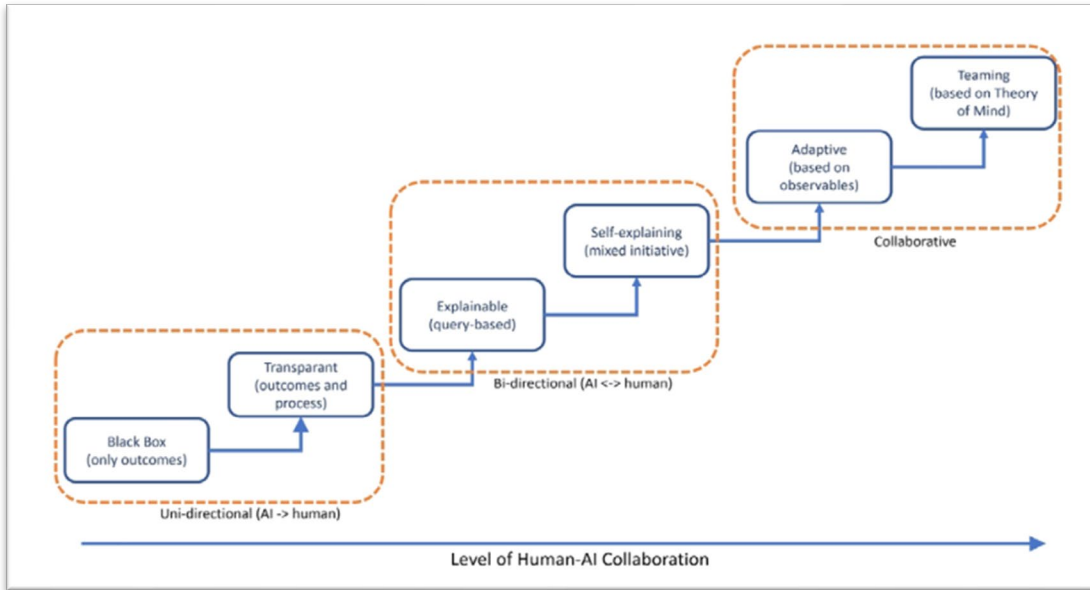 Teaming
(based on Theory
of Mind)
Adaptive
(based on
observables)
Collaborative
Self-explaining
(mixed initiative)
Explainable
(query-based)
Bi-directional (AI <-> human)
Transparant
(outcomes and
process)
Black Box
(only outcomes)
Uni-directional (AI -> human)
Level of Human-AI Collaboration